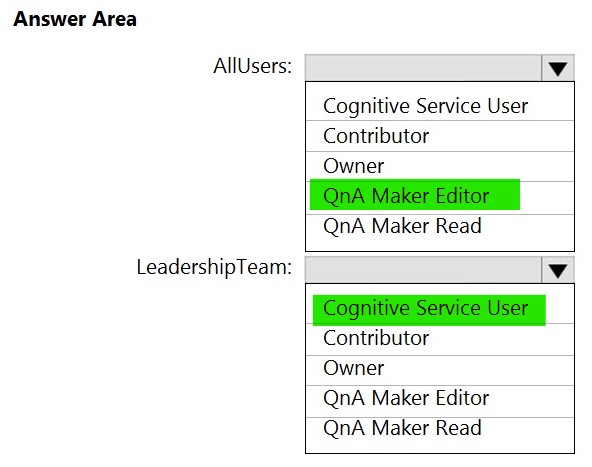 Answer Area
AllUsers:
Cognitive Service User
Contributor
Owner
QnA Maker Editor
QnA Maker Read
LeadershipTeam:
Cognitive Service User
Contributor
Owner
QnA Maker Editor
QnA Maker Read